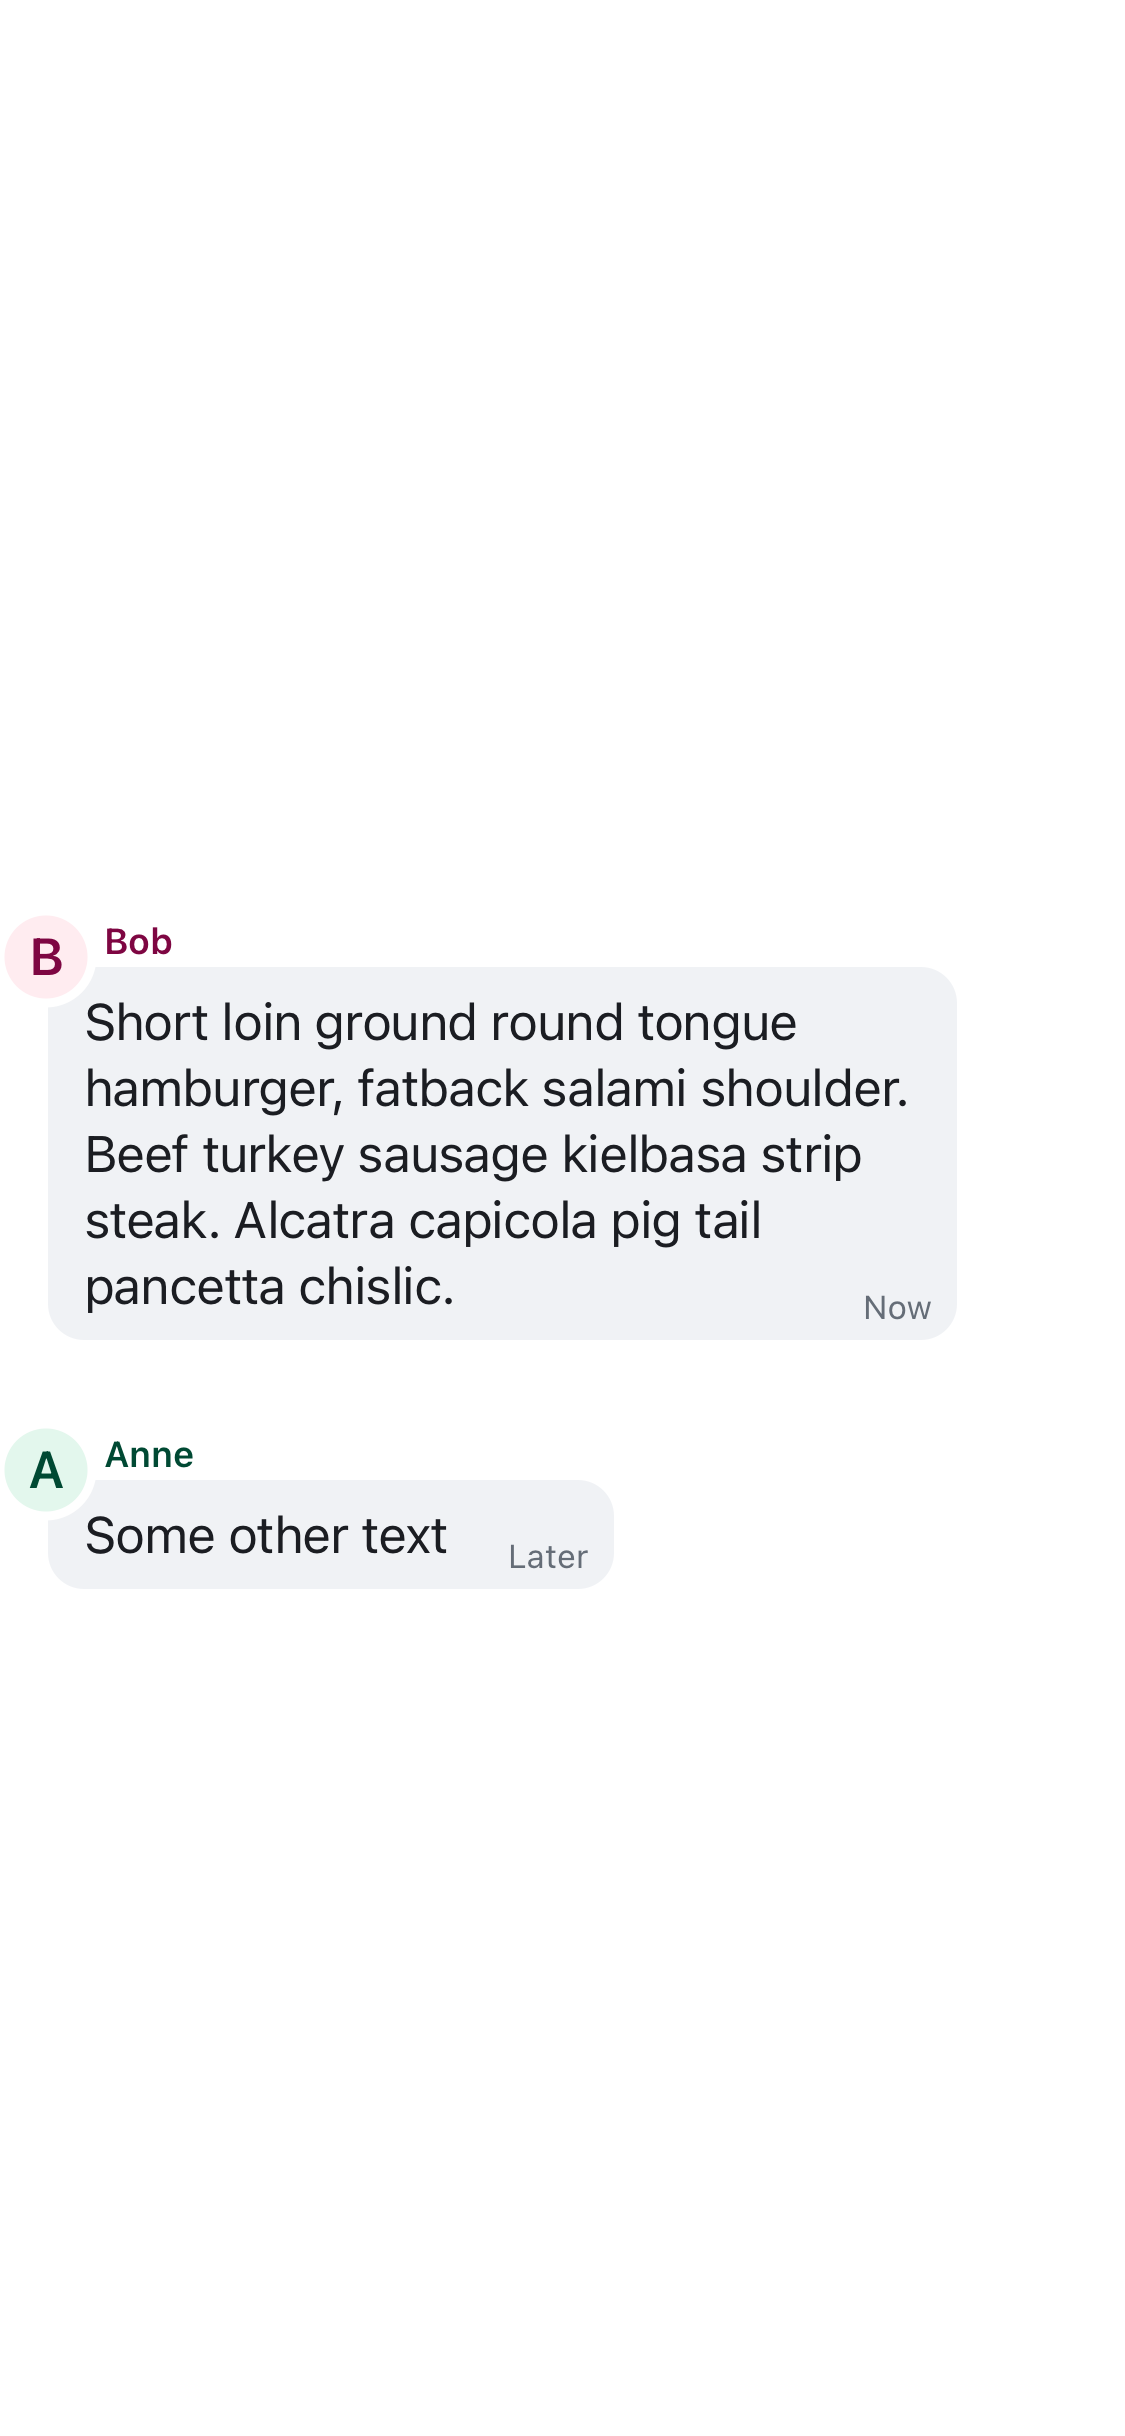 B
Bob
Short loin ground round tongue
hamburger, fatback salami shoulder.
Beef turkey sausage kielbasa strip
steak. Alcatra capicola pig tail
pancetta chislic.
Now
A
Anne
Some other text
Later